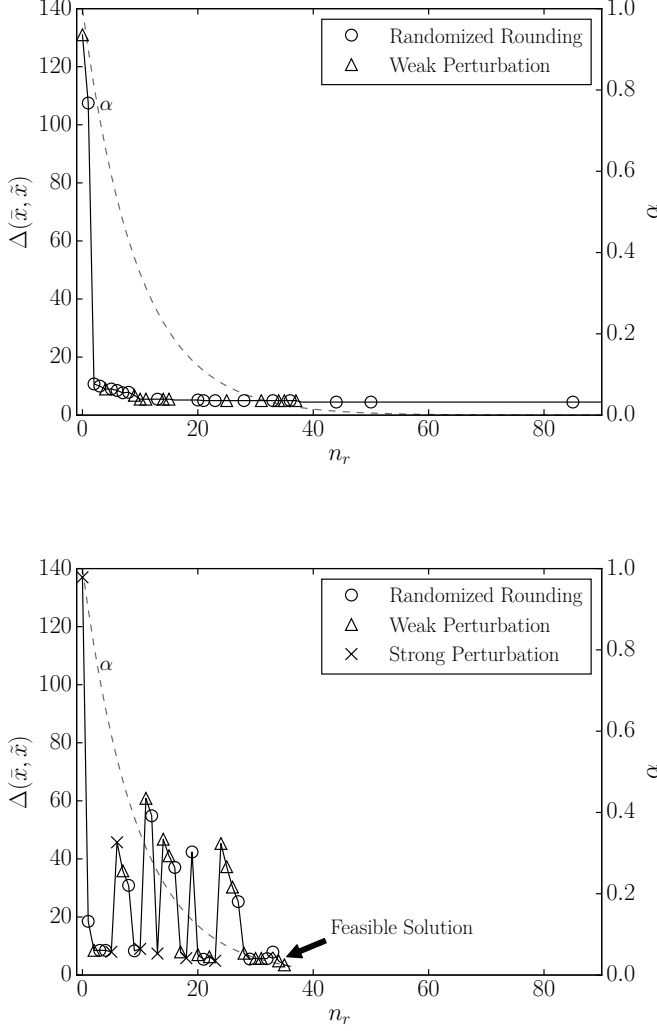 140
120
100
80
60
40
20
0
Δ(x̄, x̃)
α
Randomized Rounding
Weak Perturbation
1.0
0.8
0.6
0.4
0.2
0.0
α
0 20 40 60 80
n_r
140
120
100
80
60
40
20
0
Δ(x̄, x̃)
α
Randomized Rounding
Weak Perturbation
Strong Perturbation
Feasible Solution
1.0
0.8
0.6
0.4
0.2
0.0
α
0 20 40 60 80
n_r